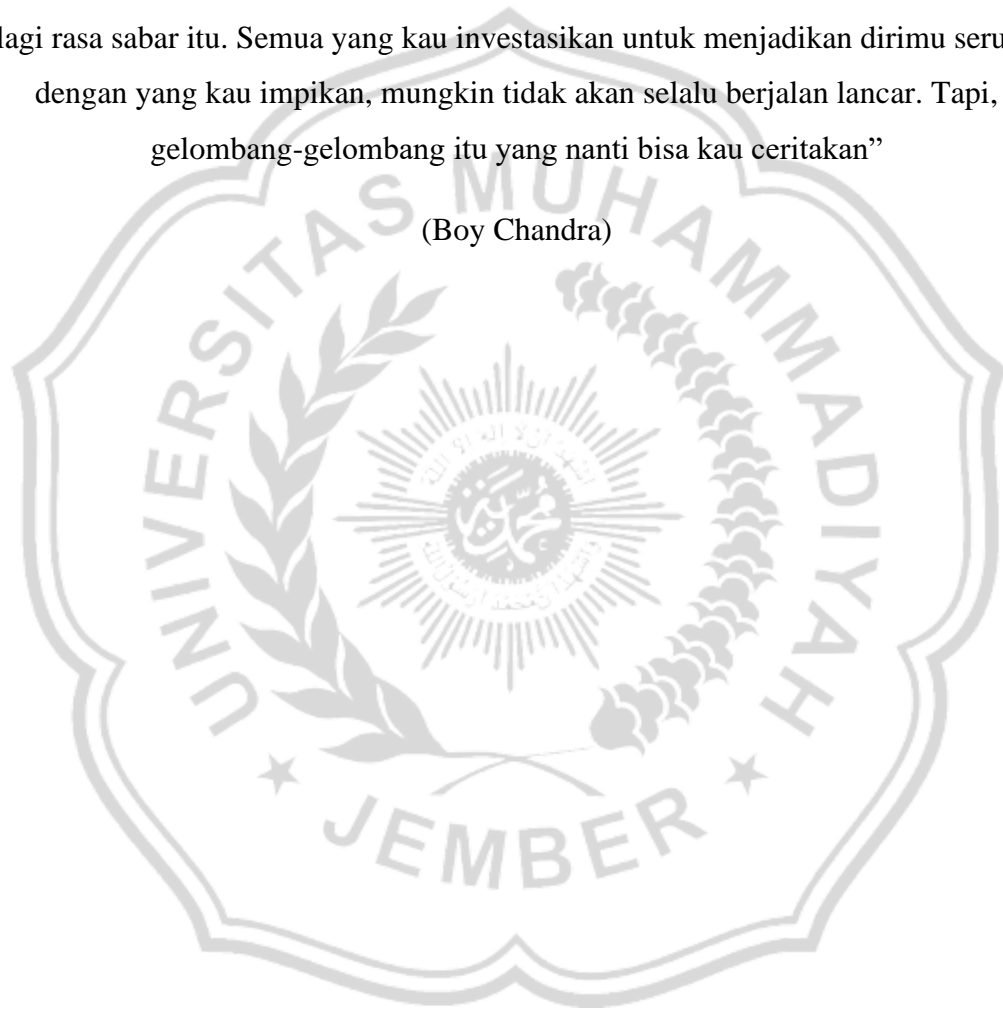 lagi rasa sabar itu. Semua yang kau investasikan untuk menjadikan dirimu seru
dengan yang kau impikan, mungkin tidak akan selalu berjalan lancar. Tapi,
gelombang-gelombang itu yang nanti bisa kau ceritakan”
(Boy Chandra)
UNIVERSITAS MUHAMMADIYAH
JEMBER